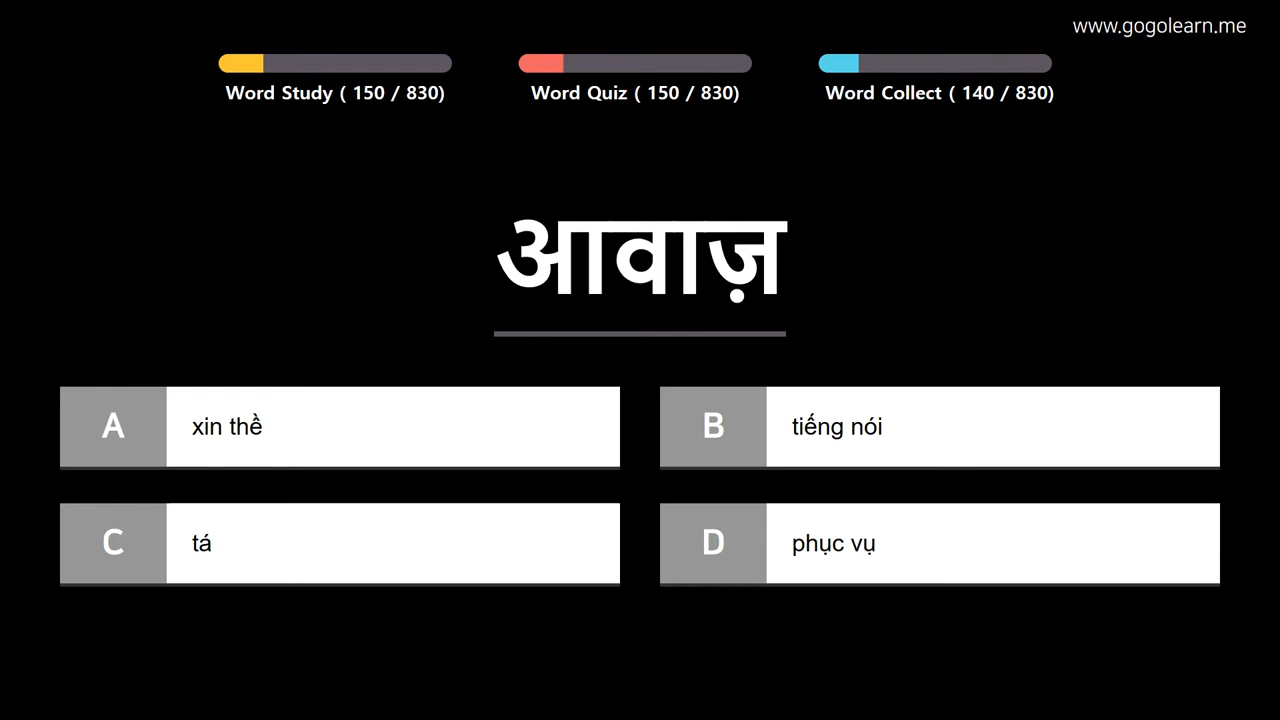 www.gogolearn.me
Word Study ( 150 / 830)
Word Quiz ( 150 / 830)
Word Collect ( 140 / 830)
आवाज़
A xin thề
B tiếng nói
C tá
D phục vụ